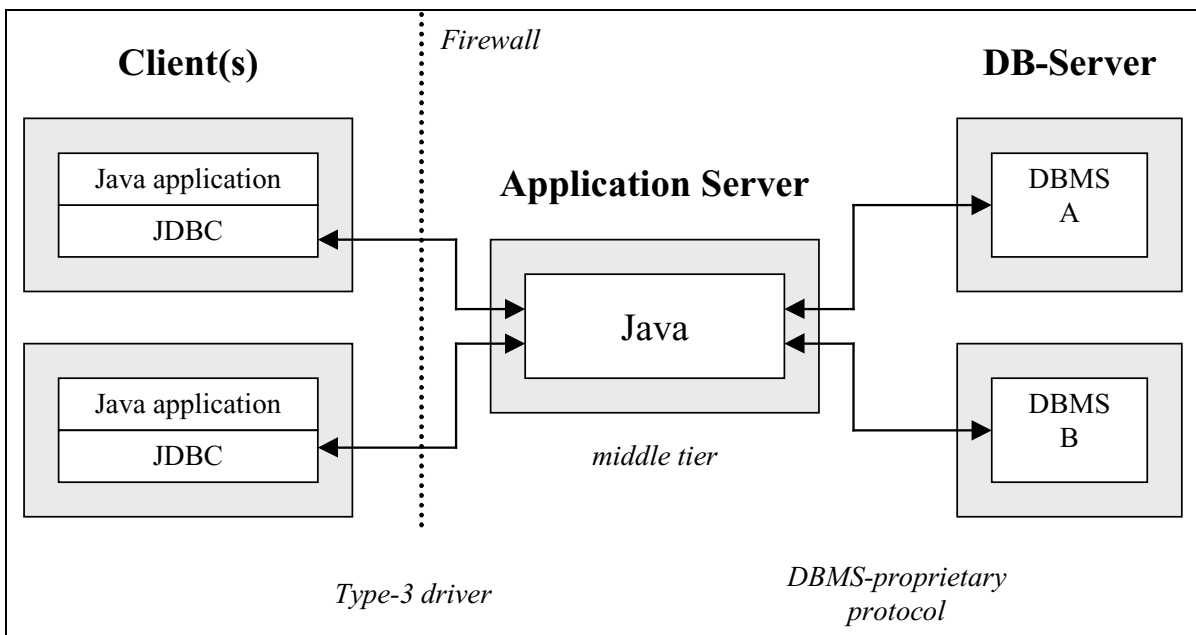 Firewall
Client(s)
DB-Server
Java application
JDBC
Application Server
DBMS
A
Java
Java application
JDBC
DBMS
B
middle tier
Type-3 driver
DBMS-proprietary
protocol